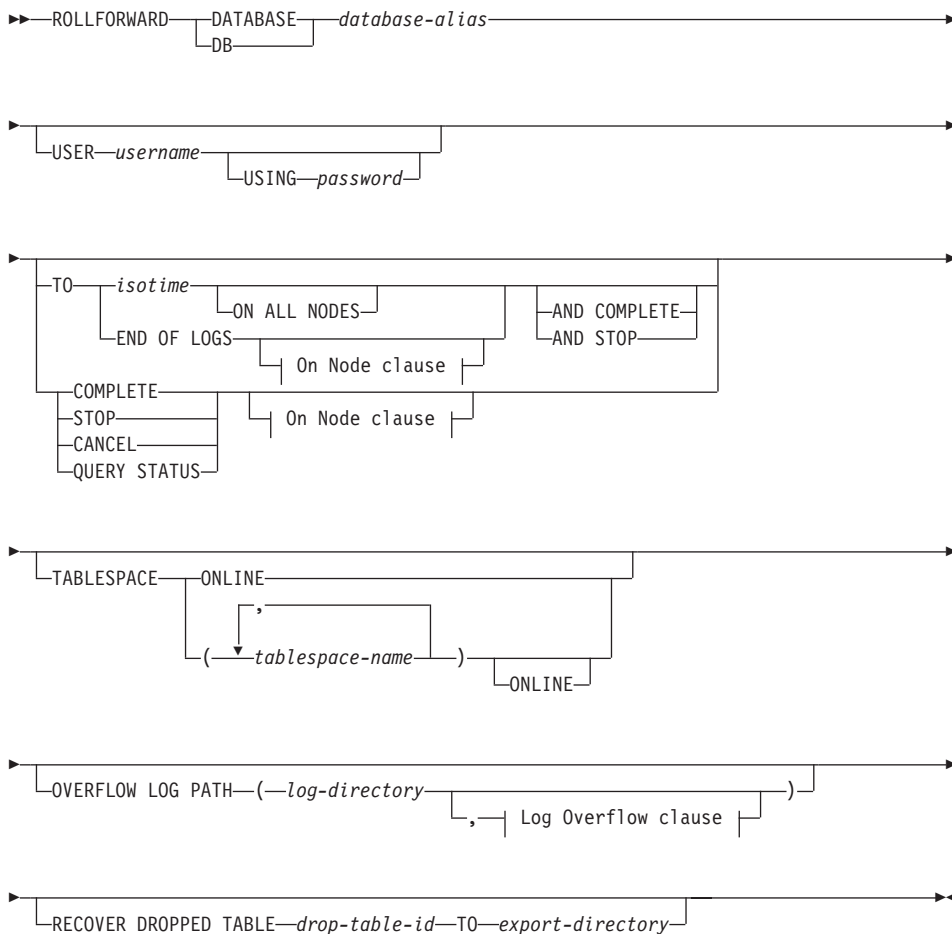 ROLLFORWARD DATABASE database-alias
DB
USER username
USING password
TO isotime
ON ALL NODES AND COMPLETE
END OF LOGS AND STOP
On Node clause
COMPLETE
STOP On Node clause
CANCEL
QUERY STATUS
TABLESPACE ONLINE
,
( tablespace-name )
ONLINE
OVERFLOW LOG PATH ( log-directory )
, Log Overflow clause
RECOVER DROPPED TABLE drop-table-id TO export-directory